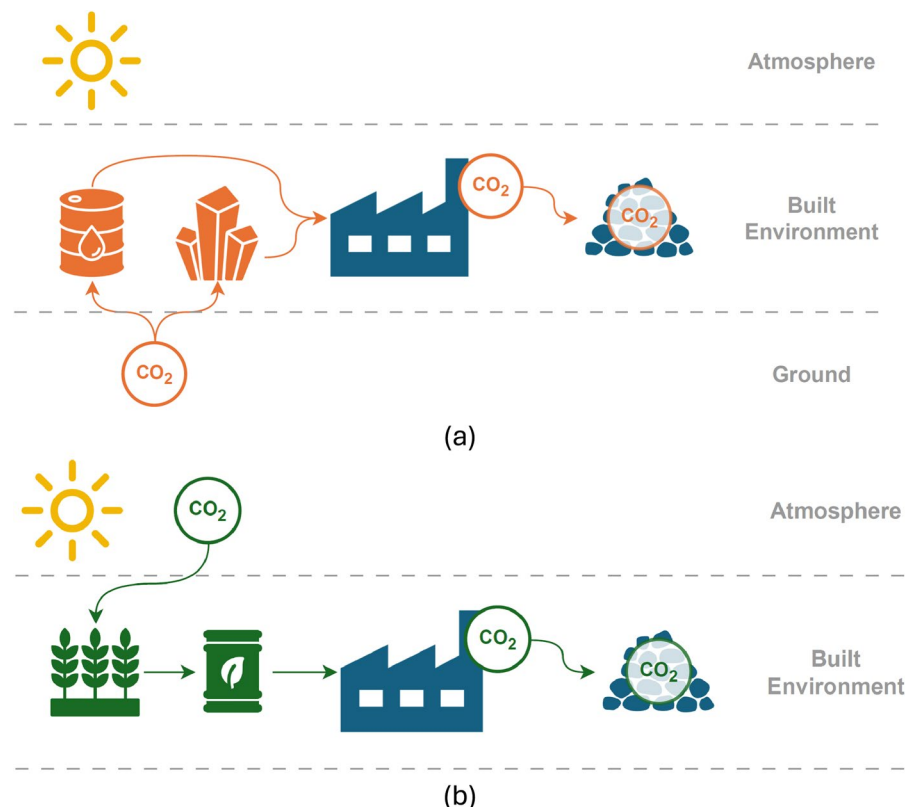 Atmosphere
CO2
CO2
Built
Environment
CO2
Ground
(a)
CO2
Atmosphere
CO2
CO2
Built
Environment
(b)